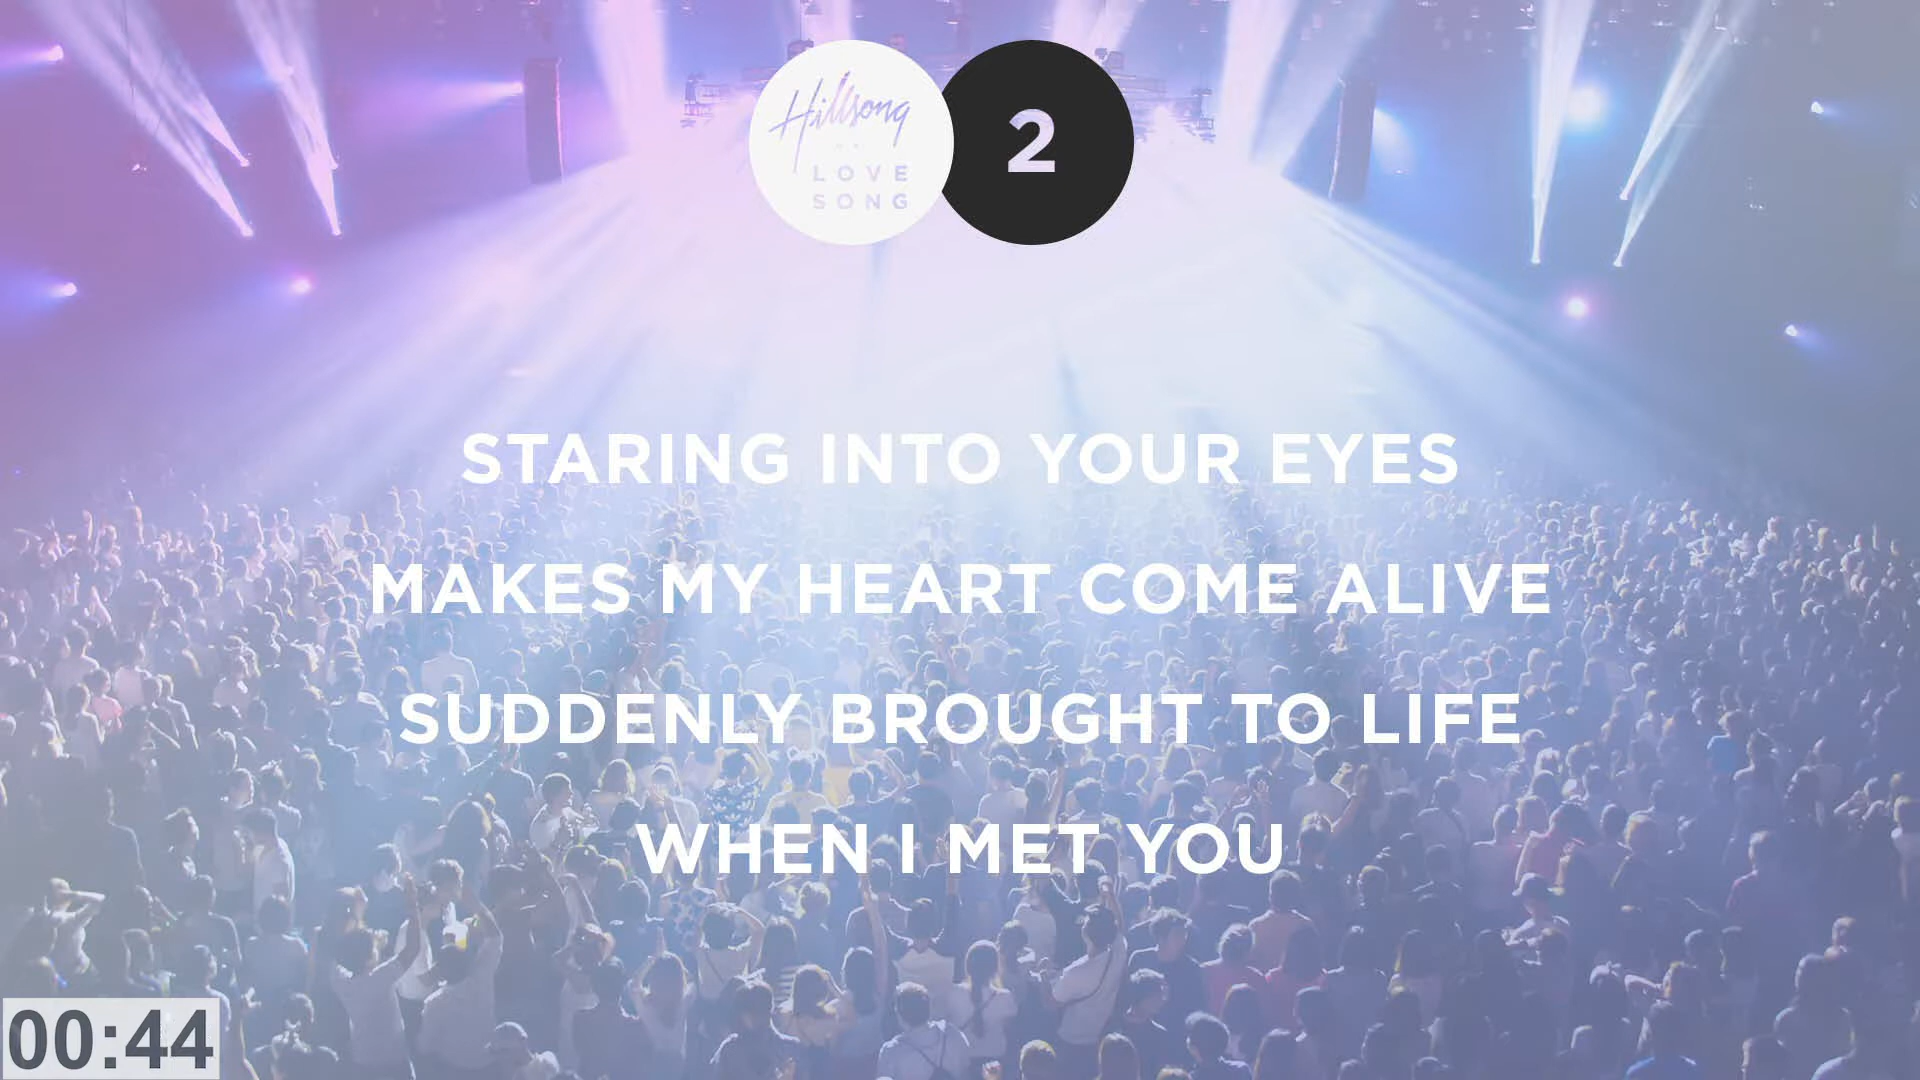 Hillsong
OR
LOVE
SONG
2
STARING INTO YOUR EYES
MAKES MY HEART COME ALIVE
SUDDENLY BROUGHT TO LIFE
WHEN I MET YOU
00:44